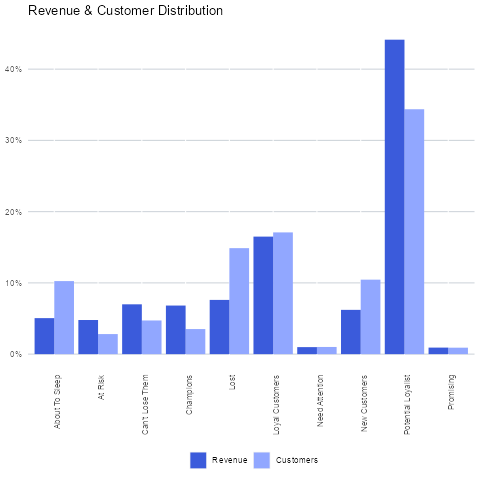 Revenue & Customer Distribution
40%
30%
20%
10%
0%
About To Sleep
At Risk
Can't Lose Them
Champions
Lost
Loyal Customers
Need Attention
New Customers
Potential Loyalist
Promising
Revenue
Customers